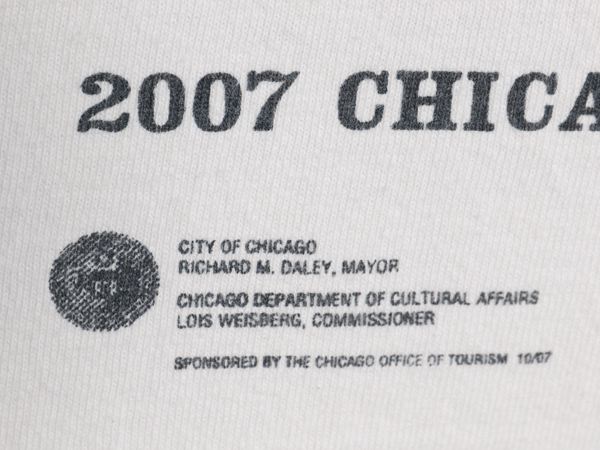 2007 CHICA
CITY OF CHICAGO
RICHARD M. DALEY, MAYOR
CHICAGO DEPARTMENT OF CULTURAL AFFAIRS
LOIS WEISBERG, COMMISSIONER
SPONSORED BY THE CHICAGO OFFICE OF TOURISM 10/07